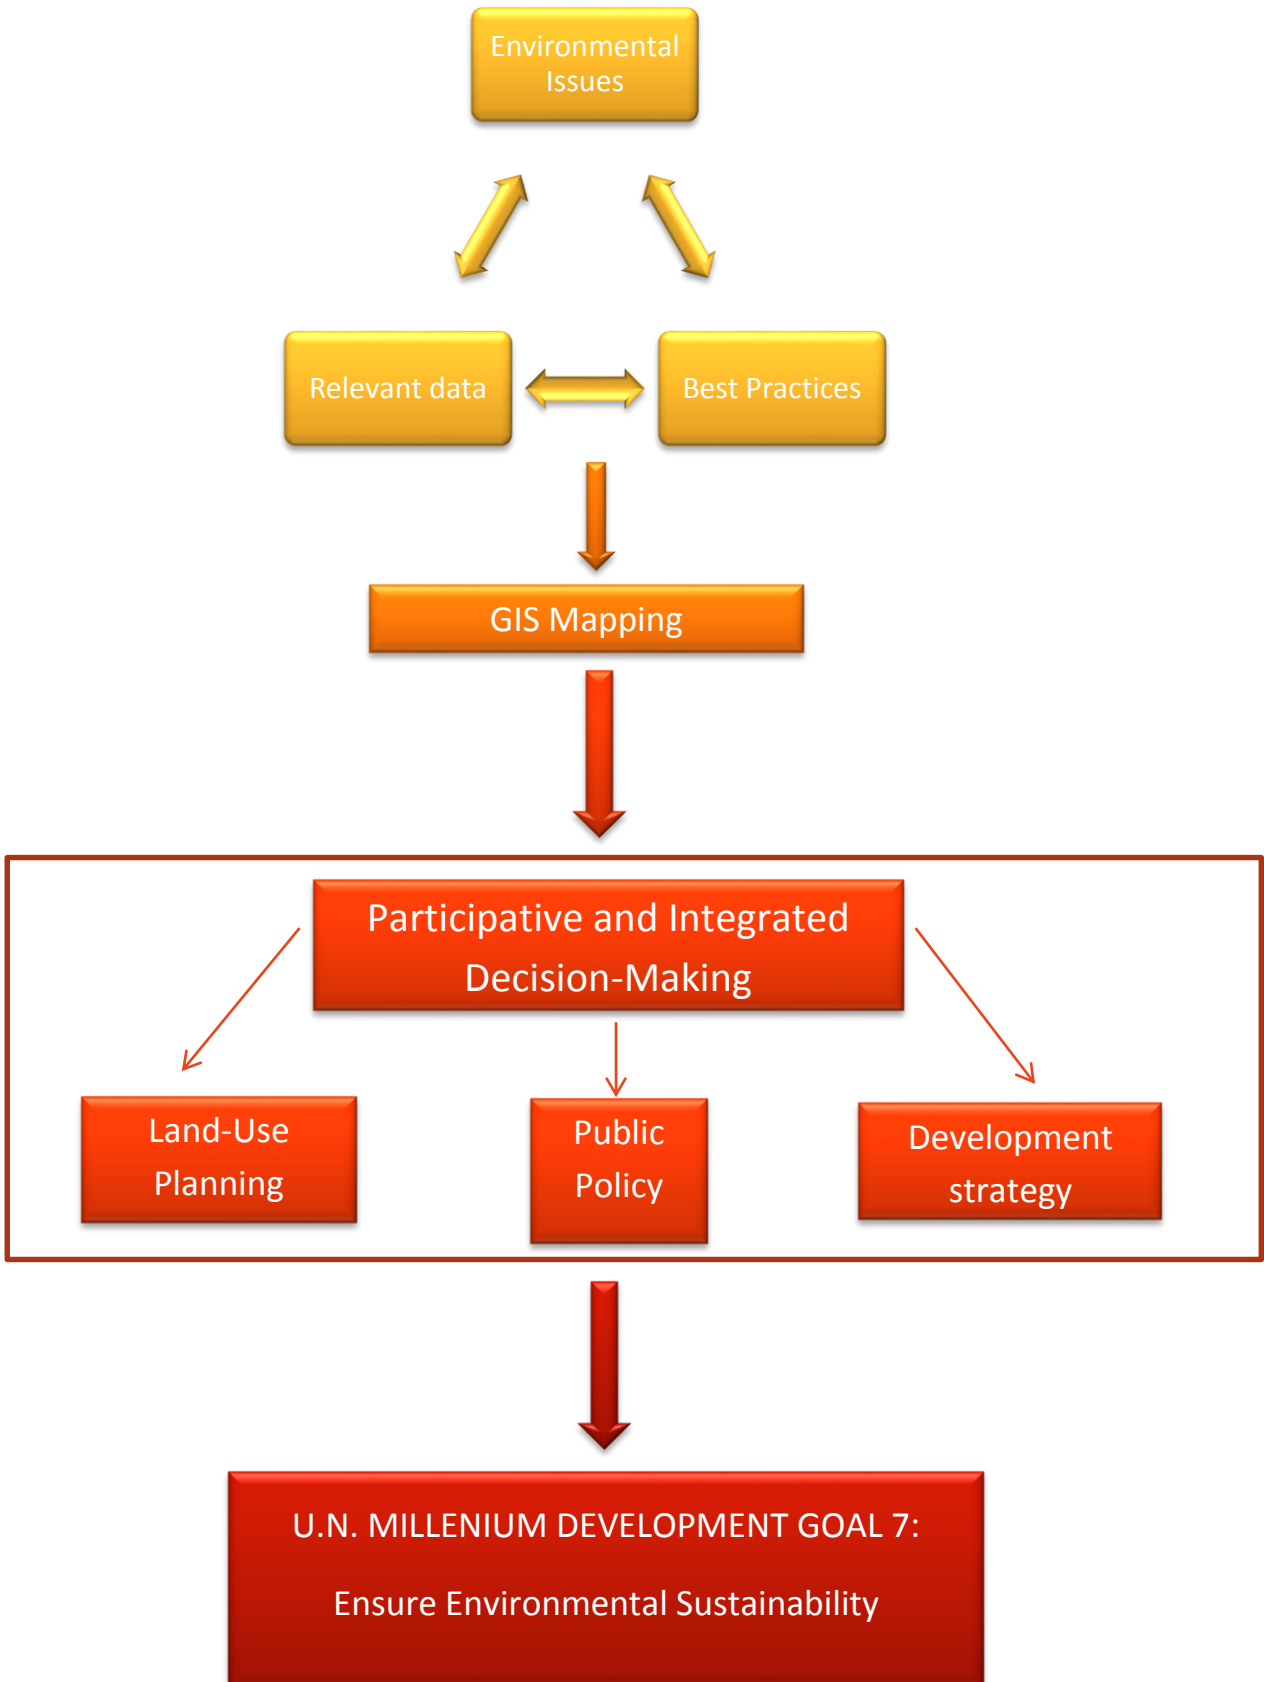 Environmental
Issues
Relevant data
Best Practices
GIS Mapping
Participative and Integrated
Decision-Making
Land-Use
Planning
Public
Policy
Development
strategy
U.N. MILLENIUM DEVELOPMENT GOAL 7:
Ensure Environmental Sustainability